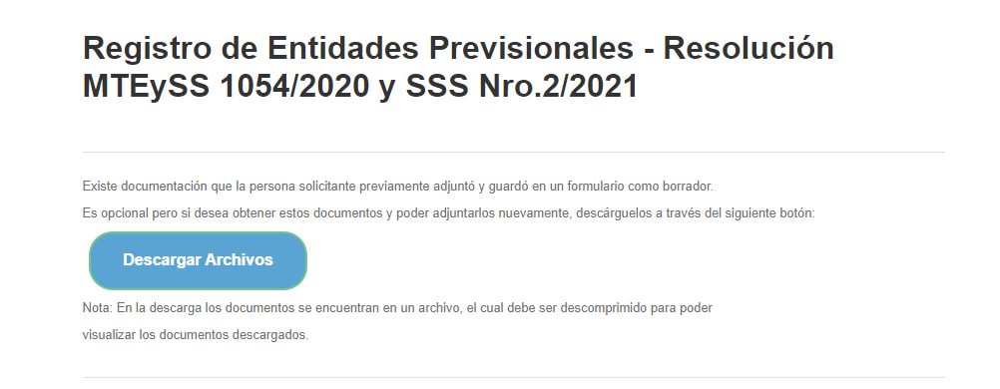 Registro de Entidades Previsionales - Resolución
MTEySS 1054/2020 y SSS Nro.2/2021
Existe documentación que la persona solicitante previamente adjuntó y guardó en un formulario como borrador.
Es opcional pero si desea obtener estos documentos y poder adjuntarlos nuevamente, descárguelos a través del siguiente botón:
Descargar Archivos
Nota: En la descarga los documentos se encuentran en un archivo, el cual debe ser descomprimido para poder
visualizar los documentos descargados.